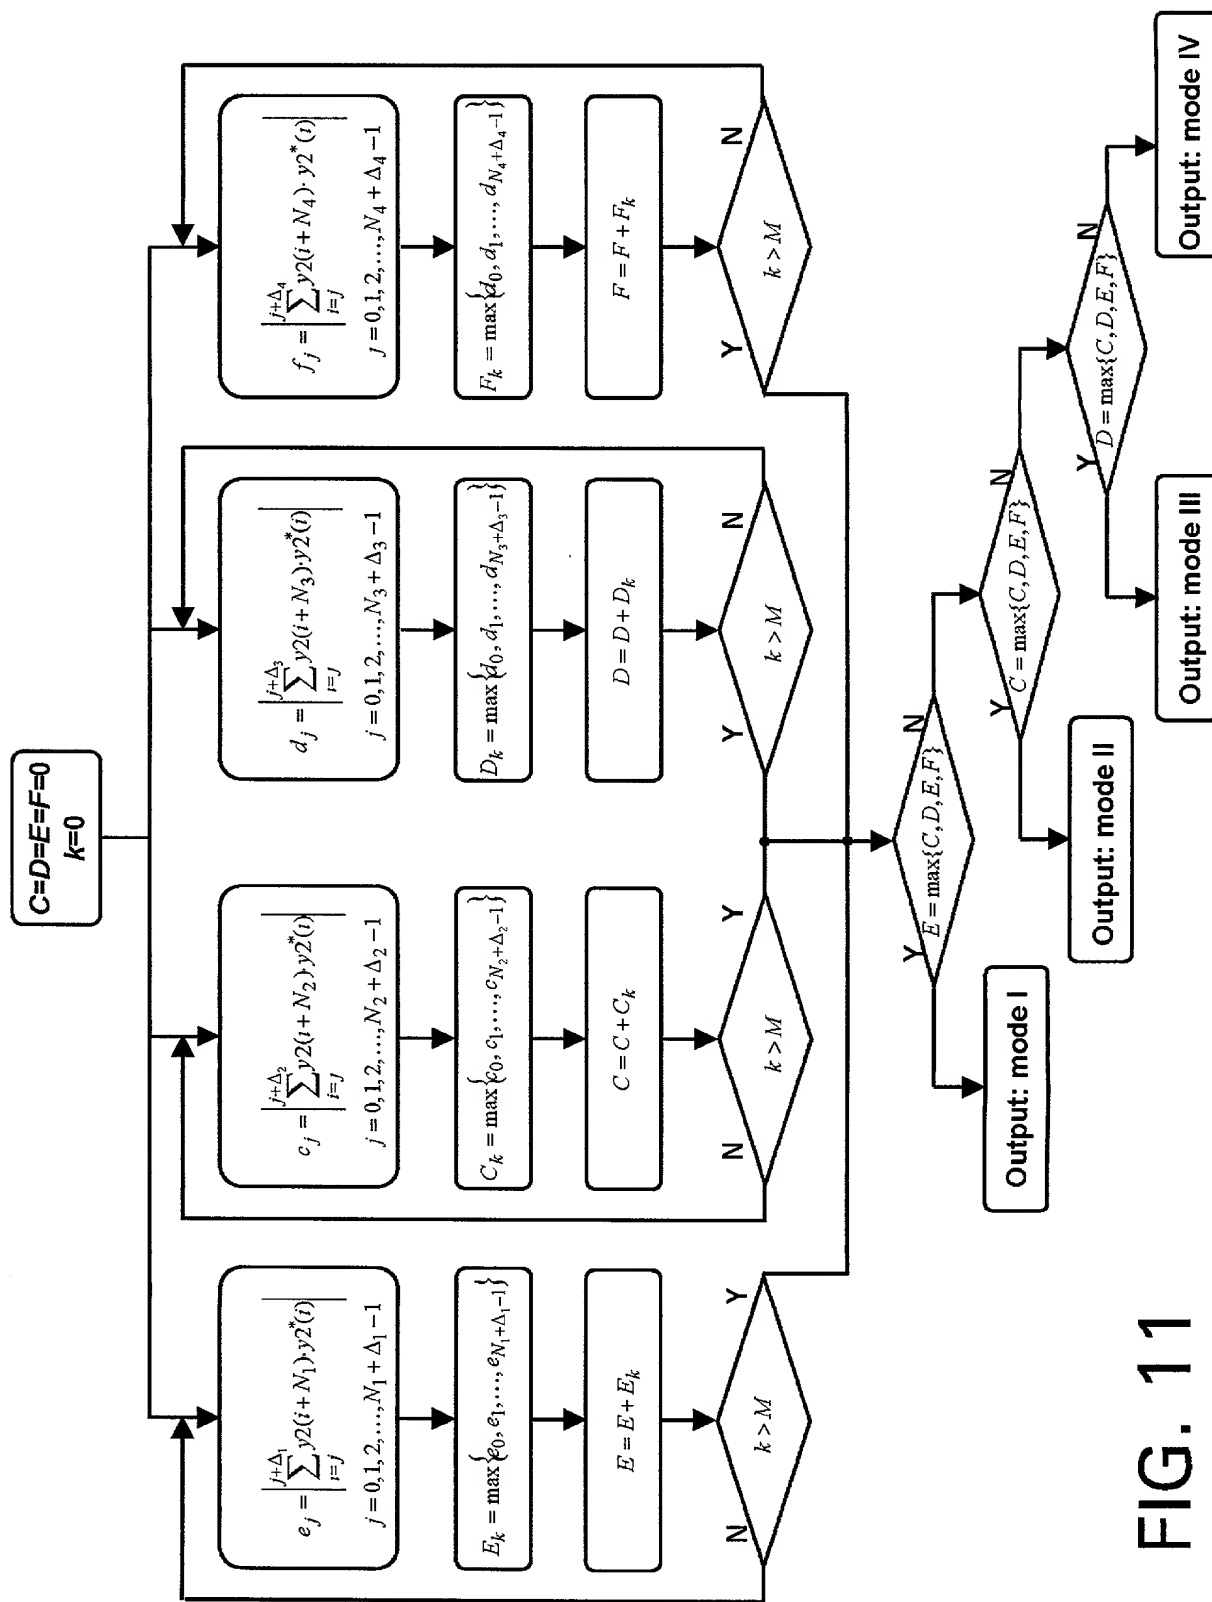 C=D=E=F=0
k=0
e_j = |∑_{i=j}^{j+Δ_1} y2(i+N_1)·y2*(i)|
j=0,1,2,...,N_1+Δ_1−1
E_k = max{e_0,e_1,...,e_{N_1+Δ_1−1}}
E=E+E_k
k>M
N
Y
c_j = |∑_{i=j}^{j+Δ_2} y2(i+N_2)·y2*(i)|
j=0,1,2,...,N_2+Δ_2−1
C_k = max{c_0,c_1,...,c_{N_2+Δ_2−1}}
C=C+C_k
k>M
N
Y
d_j = |∑_{i=j}^{j+Δ_3} y2(i+N_3)·y2*(i)|
j=0,1,2,...,N_3+Δ_3−1
D_k = max{d_0,d_1,...,d_{N_3+Δ_3−1}}
D=D+D_k
k>M
Y
N
f_j = |∑_{i=j}^{j+Δ_4} y2(i+N_4)·y2*(i)|
j=0,1,2,...,N_4+Δ_4−1
F_k = max{d_0,d_1,...,d_{N_4+Δ_4−1}}
F=F+F_k
k>M
Y
N
E=max{C,D,E,F}
Y
N
Output: mode I
C=max{C,D,E,F}
Y
N
Output: mode II
D=max{C,D,E,F}
Y
N
Output: mode III
Output: mode IV
FIG. 11